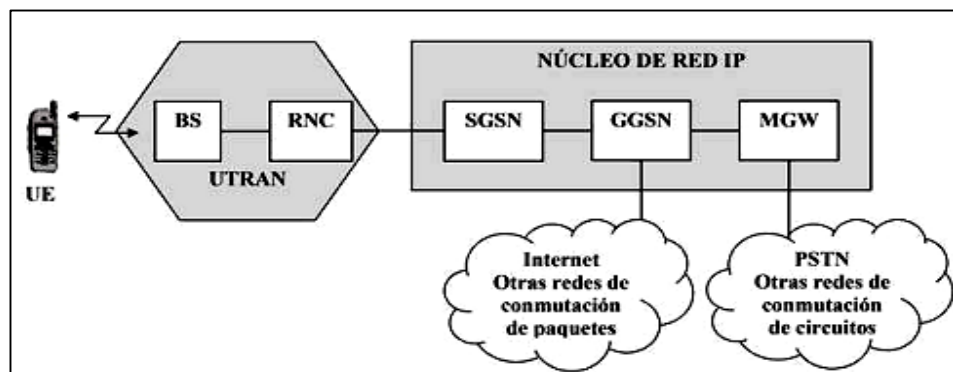 NÚCLEO DE RED IP
BS
RNC
SGSN
GGSN
MGW
UTRAN
UE
Internet
Otras redes de
conmutación
de paquetes
PSTN
Otras redes de
conmutación
de circuitos